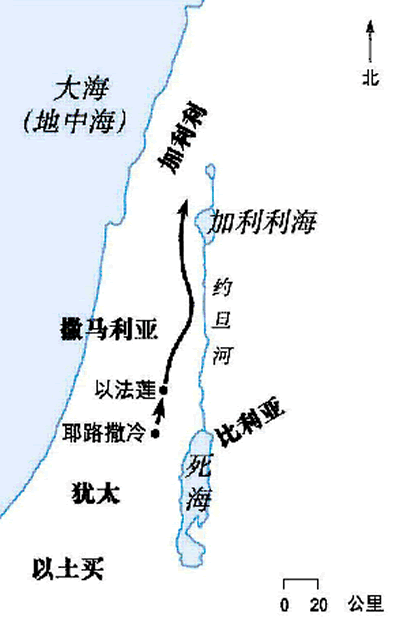 北
大海
（地中海）
加利利
加利利海
约旦河
撒马利亚
以法莲
耶路撒冷
比利亚
死海
犹太
以土买
0 20 公里